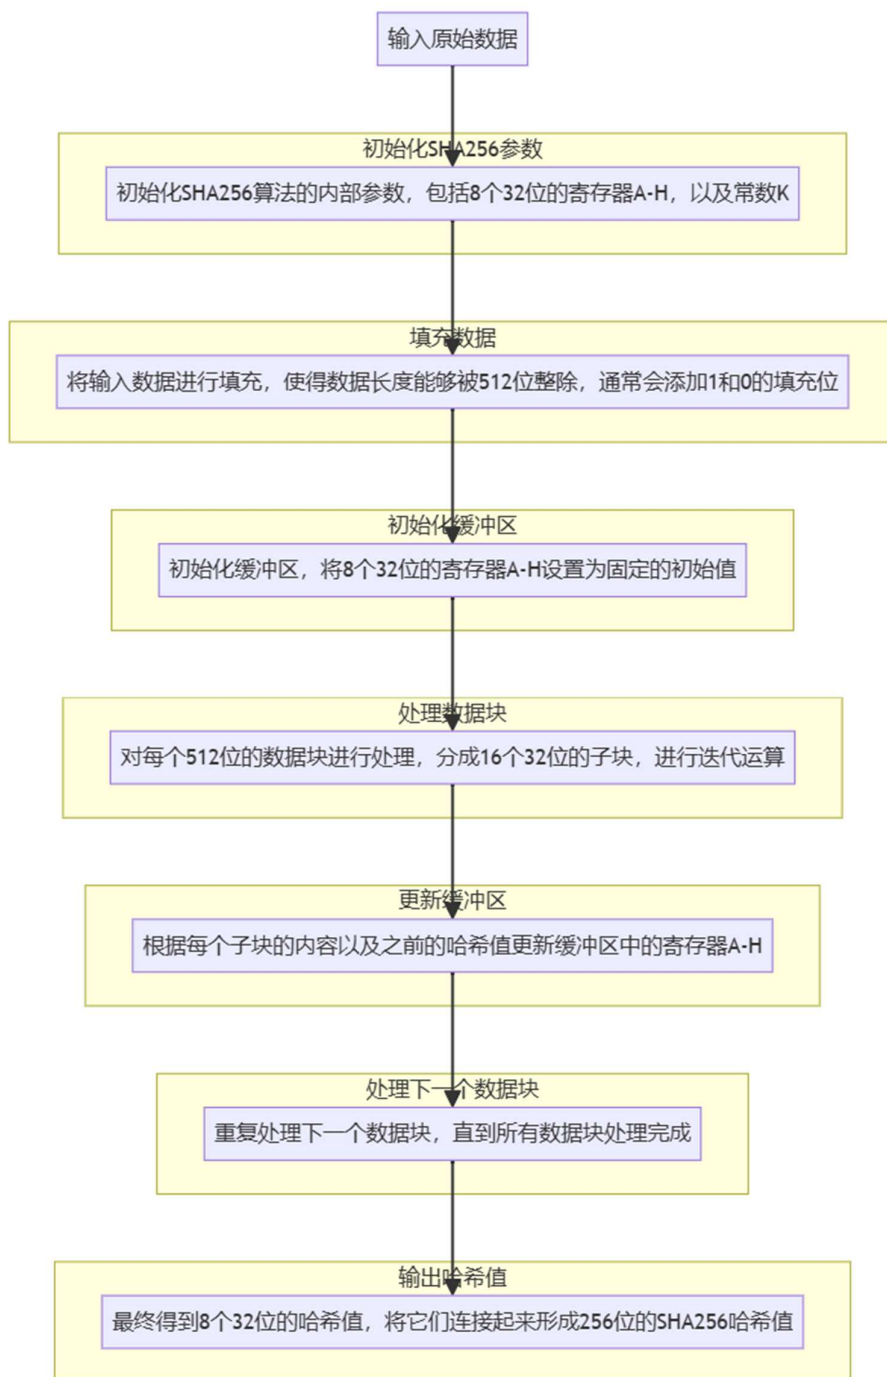 输入原始数据
初始化SHA256参数
初始化SHA256算法的内部参数，包括8个32位的寄存器A-H，以及常数K
填充数据
将输入数据进行填充，使得数据长度能够被512位整除，通常会添加1和0的填充位
初始化缓冲区
初始化缓冲区，将8个32位的寄存器A-H设置为固定的初始值
处理数据块
对每个512位的数据块进行处理，分成16个32位的子块，进行迭代运算
更新缓冲区
根据每个子块的内容以及之前的哈希值更新缓冲区中的寄存器A-H
处理下一个数据块
重复处理下一个数据块，直到所有数据块处理完成
输出哈希值
最终得到8个32位的哈希值，将它们连接起来形成256位的SHA256哈希值